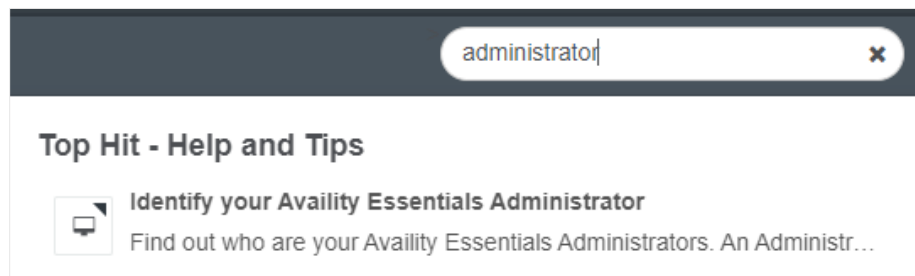 administrator
Top Hit - Help and Tips
Identify your Availity Essentials Administrator
Find out who are your Availity Essentials Administrators. An Administr...